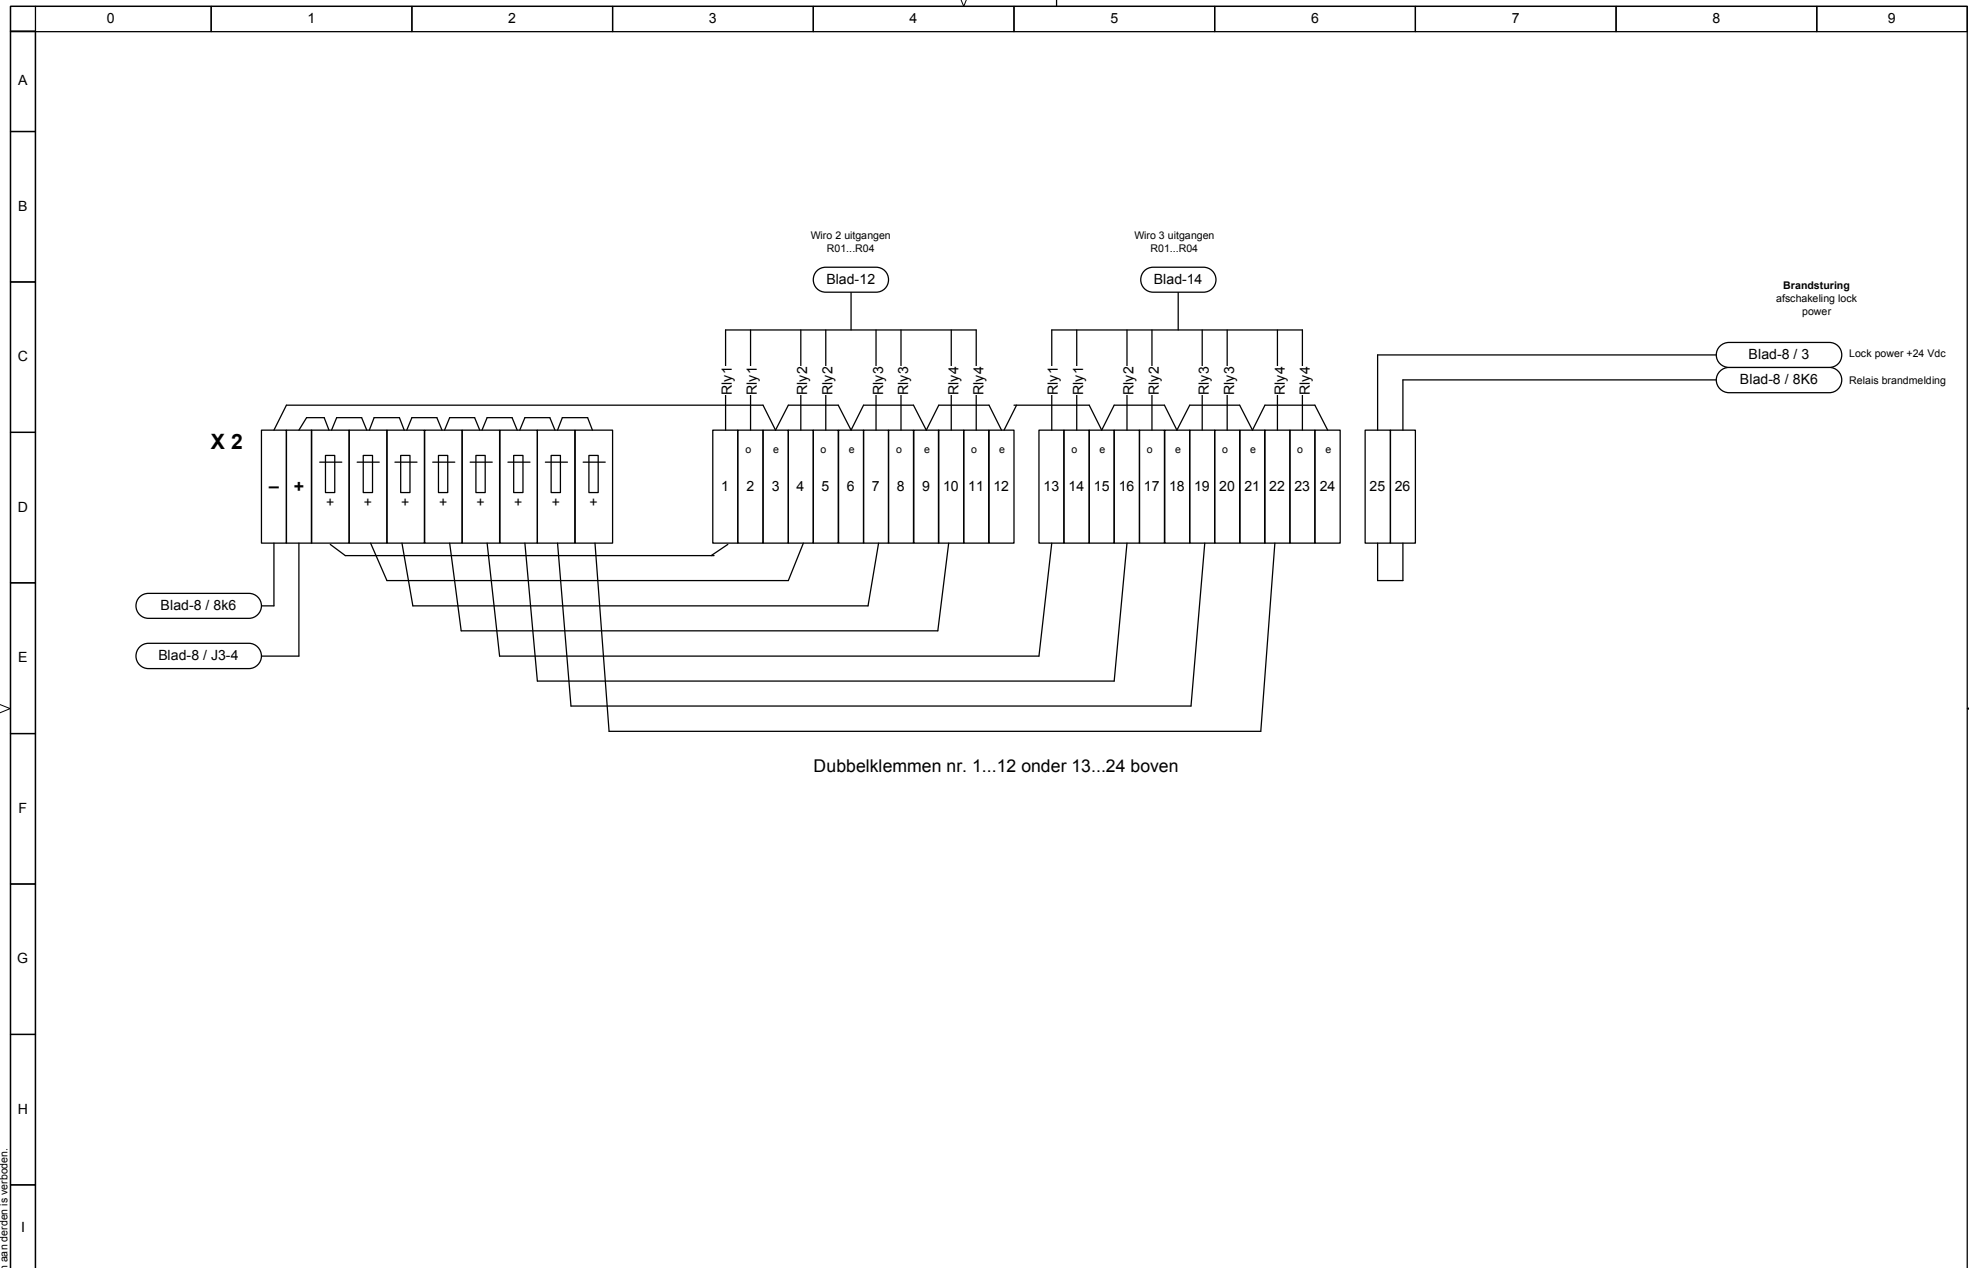 0 1 2 3 4 5 6 7 8 9
A
B
Wiro 2 uitgangen
R01...R04
Wiro 3 uitgangen
R01...R04
Blad-12
Blad-14
Brandsturing
afschakeling lock
power
C
Blad-8 / 3
Lock power +24 Vdc
Blad-8 / 8K6
Relais brandmelding
Rly1 Rly1 Rly2 Rly2 Rly3 Rly3 Rly4 Rly4
Rly1 Rly1 Rly2 Rly2 Rly3 Rly3 Rly4 Rly4
X 2
o e o e o e o e
o e o e o e o e
– + + + + + + + + +
1 2 3 4 5 6 7 8 9 10 11 12
13 14 15 16 17 18 19 20 21 22 23 24
25 26
D
Blad-8 / 8k6
Blad-8 / J3-4
E
Dubbelklemmen nr. 1...12 onder 13...24 boven
F
G
H
I
aan derden is verboden.